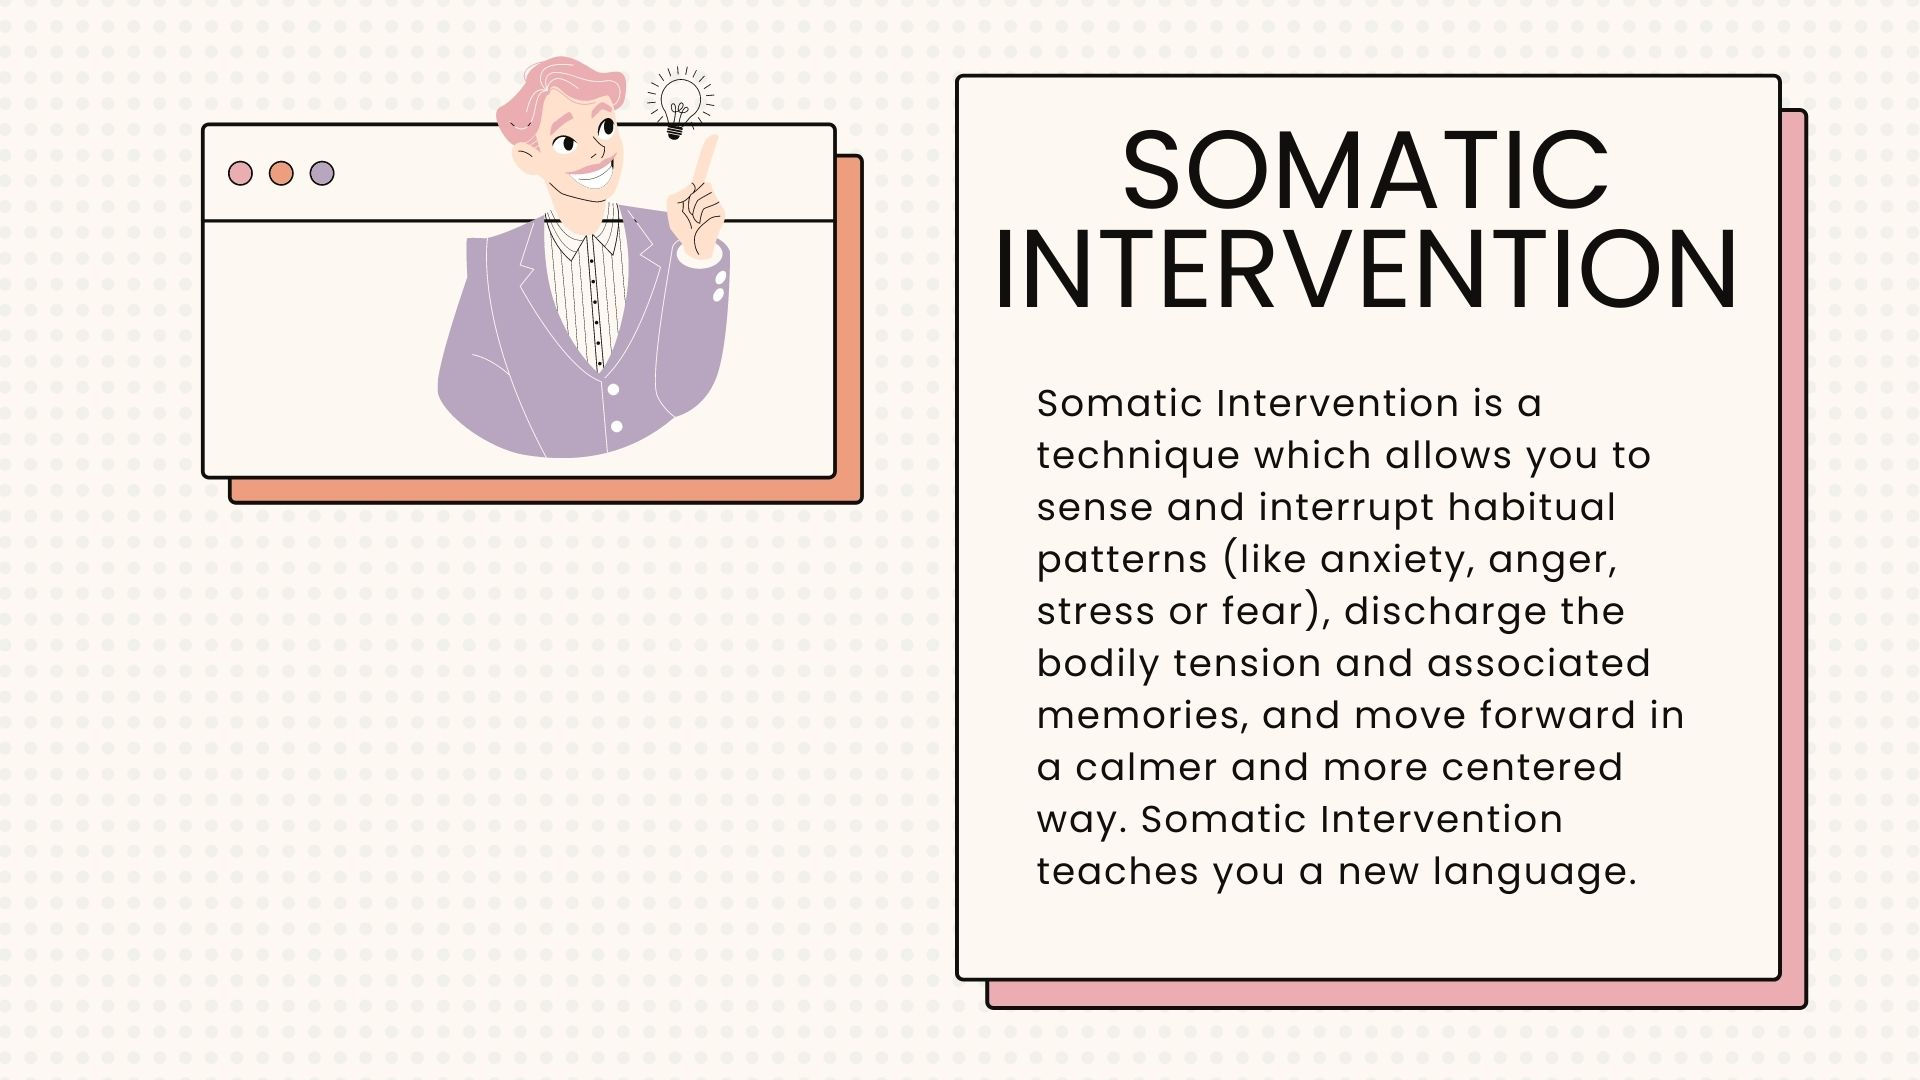 SOMATIC
INTERVENTION
Somatic Intervention is a
technique which allows you to
sense and interrupt habitual
patterns (like anxiety, anger,
stress or fear), discharge the
bodily tension and associated
memories, and move forward in
a calmer and more centered
way. Somatic Intervention
teaches you a new language.